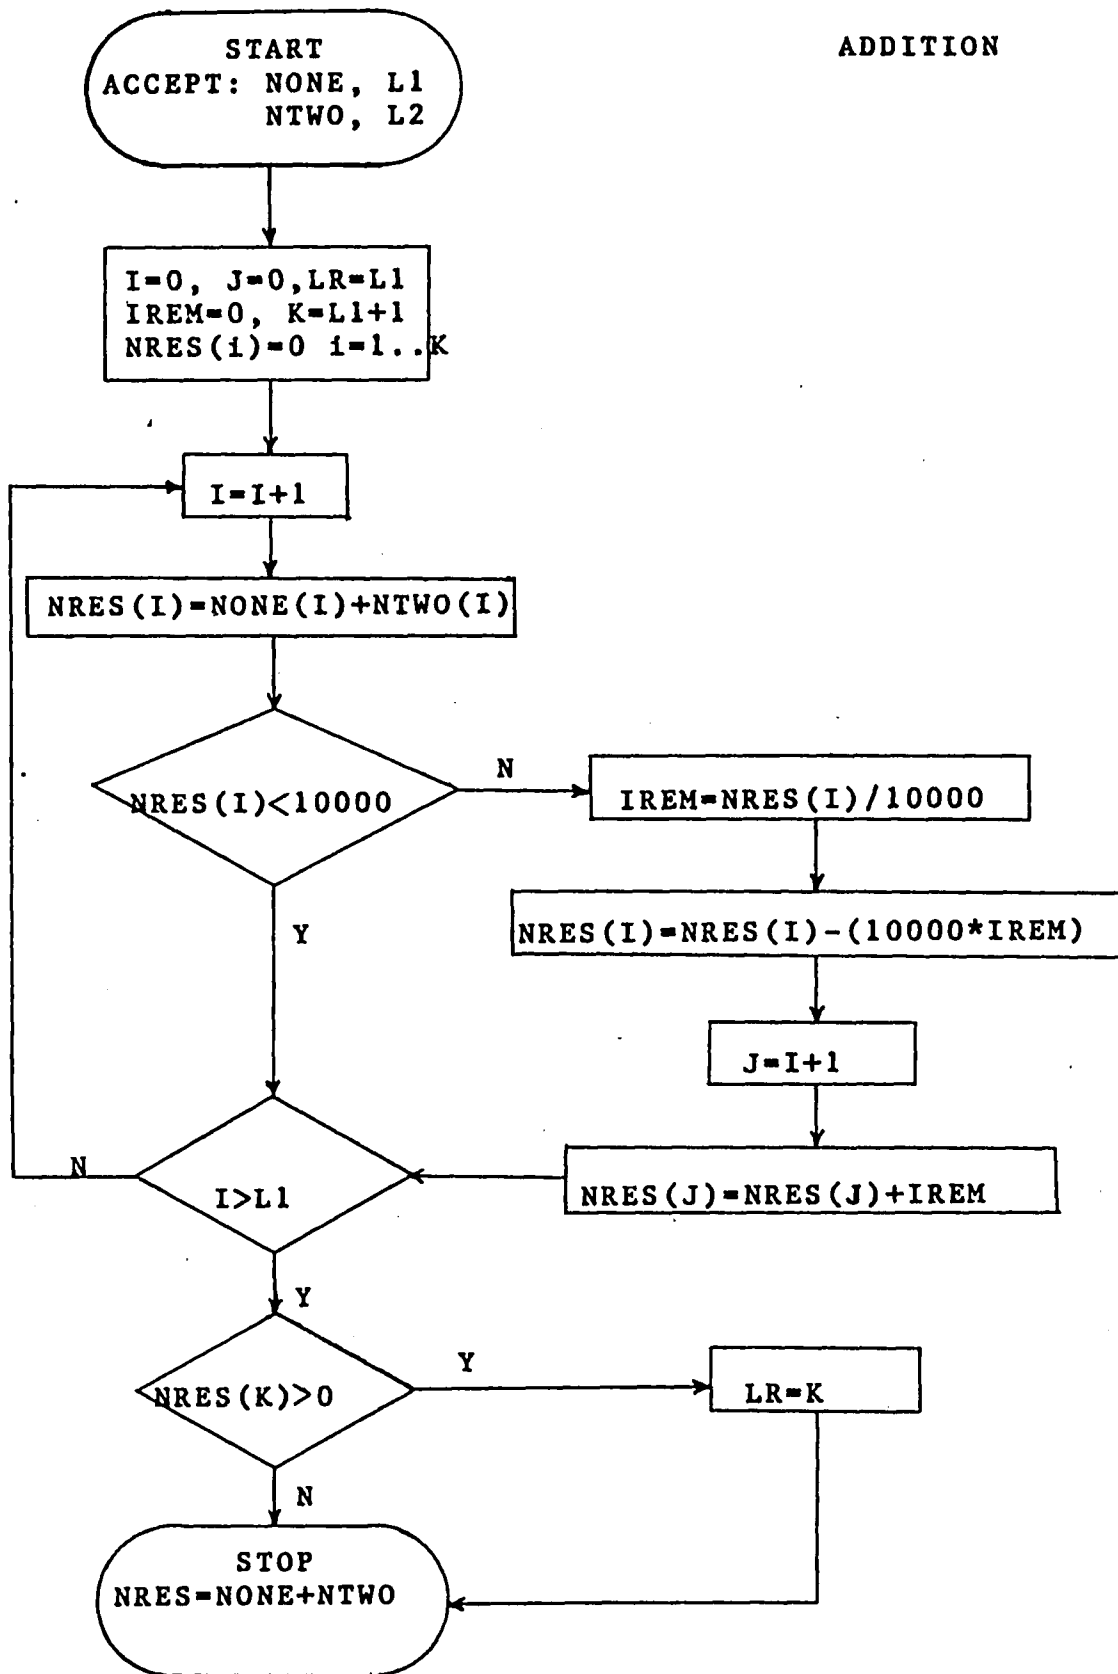 ADDITION
START
ACCEPT: NONE, L1
NTWO, L2
I=0, J=0,LR=L1
IREM=0, K=L1+1
NRES(i)=0 i=1..K
I=I+1
NRES(I)=NONE(I)+NTWO(I)
NRES(I)<10000
N
IREM=NRES(I)/10000
Y
NRES(I)=NRES(I)-(10000*IREM)
J=I+1
N
I>L1
NRES(J)=NRES(J)+IREM
Y
NRES(K)>0
Y
LR=K
N
STOP
NRES=NONE+NTWO